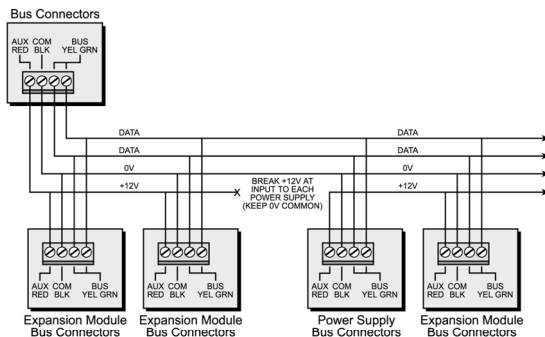 Bus Connectors
AUX COM BUS
RED BLK YEL GRN
DATA DATA
DATA DATA
0V 0V
+12V +12V
X
BREAK +12V AT
INPUT TO EACH
POWER SUPPLY
(KEEP 0V COMMON)
AUX COM BUS
RED BLK YEL GRN
AUX COM BUS
RED BLK YEL GRN
AUX COM BUS
RED BLK YEL GRN
AUX COM BUS
RED BLK YEL GRN
Expansion Module
Bus Connectors
Expansion Module
Bus Connectors
Power Supply
Bus Connectors
Expansion Module
Bus Connectors